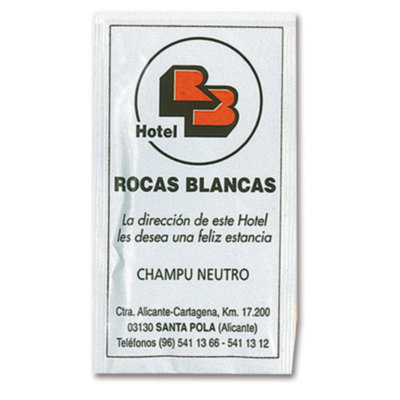 RB
Hotel
ROCAS BLANCAS
La dirección de este Hotel
les desea una feliz estancia
CHAMPU NEUTRO
Ctra. Alicante-Cartagena, Km. 17.200
03130 SANTA POLA (Alicante)
Teléfonos (96) 541 13 66 - 541 13 12